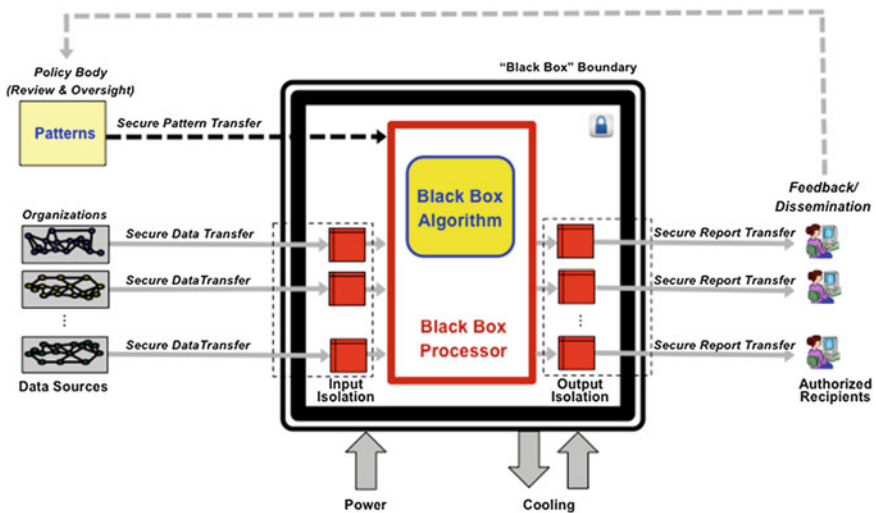 Policy Body
(Review & Oversight)
Patterns
Secure Pattern Transfer
“Black Box” Boundary
Black Box
Algorithm
Black Box
Processor
Feedback/
Dissemination
Organizations
Secure Data Transfer
Secure Report Transfer
Secure DataTransfer
Secure Report Transfer
Secure DataTransfer
Secure Report Transfer
Data Sources
Input
Isolation
Output
Isolation
Authorized
Recipients
Power
Cooling